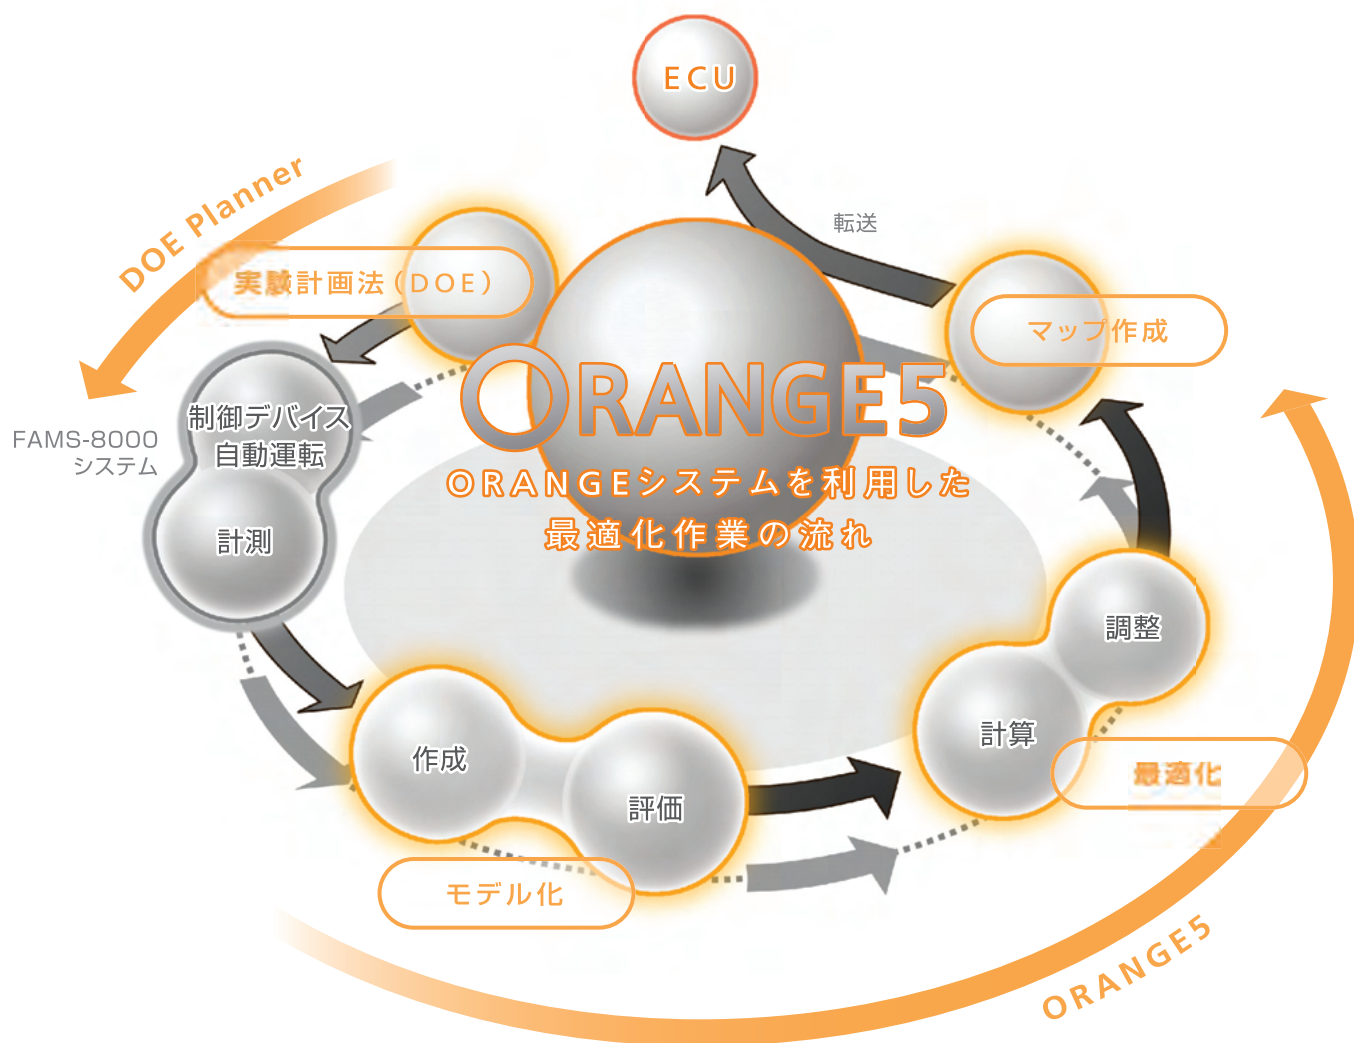 ECU
転送
DOE Planner
実験計画法（DOE）
マップ作成
ORANGE5
ORANGEシステムを利用した
最適化作業の流れ
FAMS-8000
システム
制御デバイス
自動運転
計測
作成
評価
モデル化
計算
調整
最適化
ORANGE5